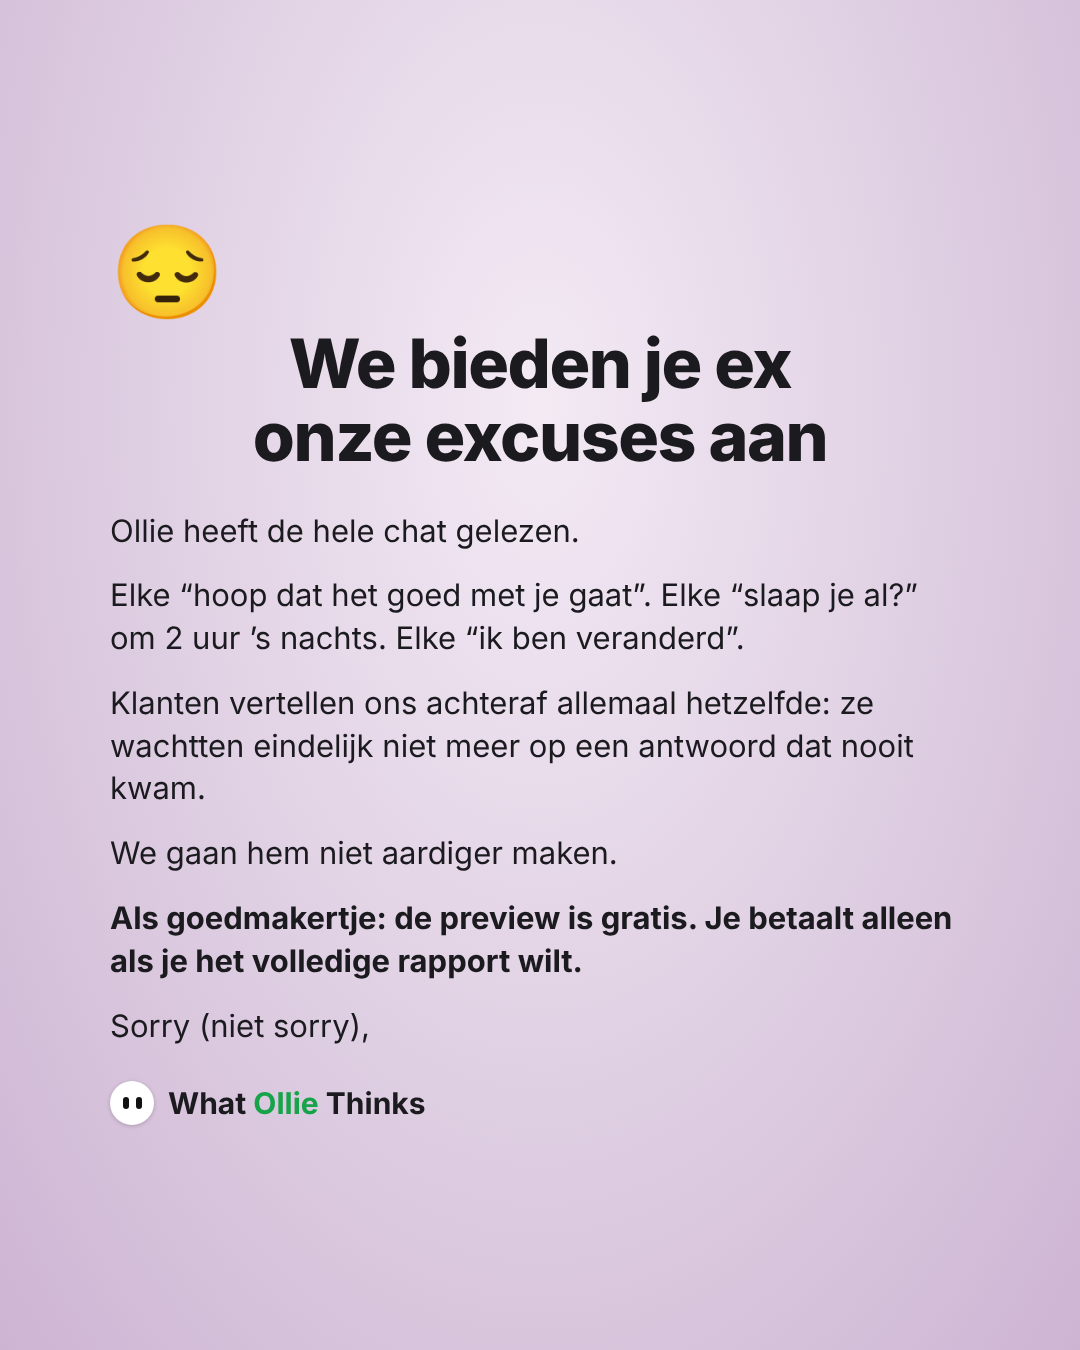 We bieden je ex
onze excuses aan
Ollie heeft de hele chat gelezen.
Elke “hoop dat het goed met je gaat”. Elke “slaap je al?”
om 2 uur ’s nachts. Elke “ik ben veranderd”.
Klanten vertellen ons achteraf allemaal hetzelfde: ze
wachtten eindelijk niet meer op een antwoord dat nooit
kwam.
We gaan hem niet aardiger maken.
Als goedmakertje: de preview is gratis. Je betaalt alleen
als je het volledige rapport wilt.
Sorry (niet sorry),
What Ollie Thinks